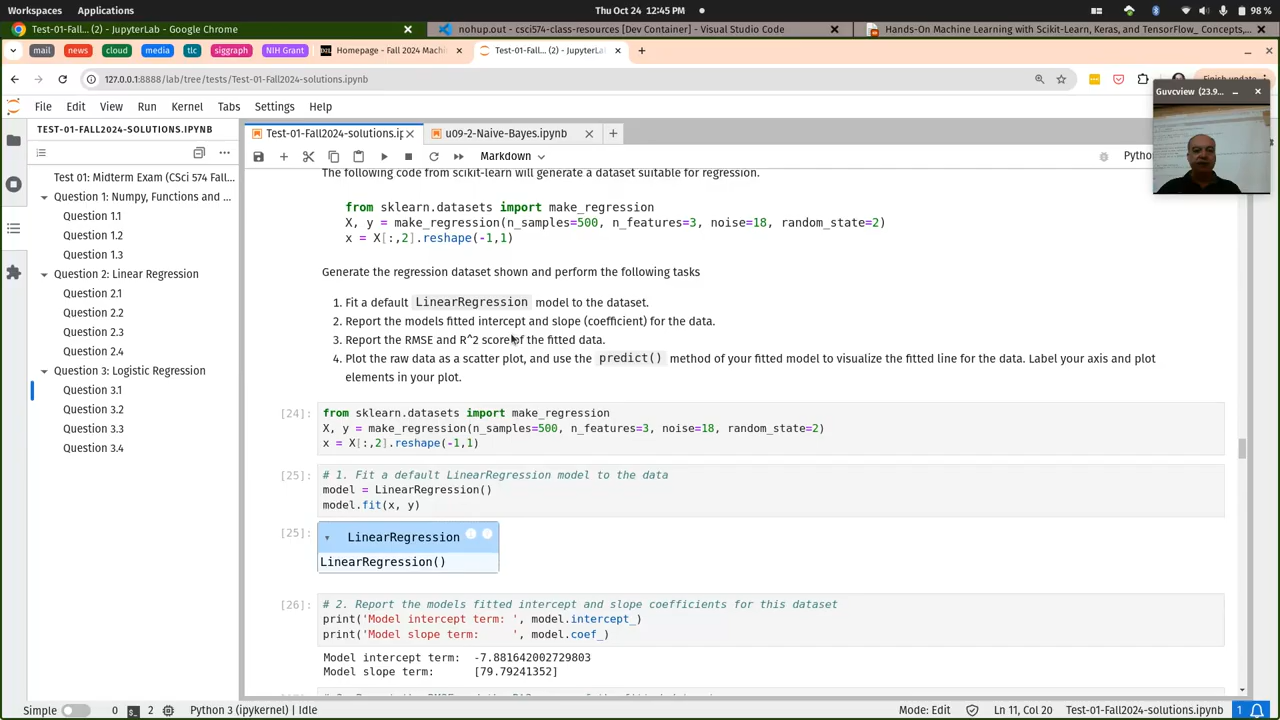 Workspaces Applications Thu Oct 24 12:45 PM 98 %
Test-01-Fall2024-solutions.ipynb (2) - JupyterLab - Google Chrome
nohup.out - csci574-class-resources [Dev Container] - Visual Studio Code
Hands-On Machine Learning with Scikit-Learn, Keras, and TensorFlow_ Concepts,...
mail news cloud media tlc siggraph NIH Grant Homepage - Fall 2024 Machi Test-01-Fall... (2) - JupyterL
127.0.0.1:8888/lab/tree/tests/Test-01-Fall2024-solutions.ipynb
Finish update
Guvcview (23.9...
File Edit View Run Kernel Tabs Settings Help
TEST-01-FALL2024-SOLUTIONS.IPYNB
Test-01-Fall2024-solutions.ip
u09-2-Naive-Bayes.ipynb
Markdown
Pytho
Test 01: Midterm Exam (CSci 574 Fall...
Question 1: Numpy, Functions and ...
Question 1.1
Question 1.2
Question 1.3
Question 2: Linear Regression
Question 2.1
Question 2.2
Question 2.3
Question 2.4
Question 3: Logistic Regression
Question 3.1
Question 3.2
Question 3.3
Question 3.4
The following code from scikit-learn will generate a dataset suitable for regression.
from sklearn.datasets import make_regression
X, y = make_regression(n_samples=500, n_features=3, noise=18, random_state=2)
x = X[:,2].reshape(-1,1)
Generate the regression dataset shown and perform the following tasks
1. Fit a default LinearRegression model to the dataset.
2. Report the models fitted intercept and slope (coefficient) for the data.
3. Report the RMSE and R^2 score of the fitted data.
4. Plot the raw data as a scatter plot, and use the predict() method of your fitted model to visualize the fitted line for the data. Label your axis and plot
elements in your plot.
[24]: from sklearn.datasets import make_regression
X, y = make_regression(n_samples=500, n_features=3, noise=18, random_state=2)
x = X[:,2].reshape(-1,1)
[25]: # 1. Fit a default LinearRegression model to the data
model = LinearRegression()
model.fit(x, y)
[25]: LinearRegression
LinearRegression()
[26]: # 2. Report the models fitted intercept and slope coefficients for this dataset
print('Model intercept term: ', model.intercept_)
print('Model slope term:     ', model.coef_)
Model intercept term:  -7.881642002729803
Model slope term:      [79.79241352]
Simple 0 2 Python 3 (ipykernel) | Idle Mode: Edit Ln 11, Col 20 Test-01-Fall2024-solutions.ipynb 1